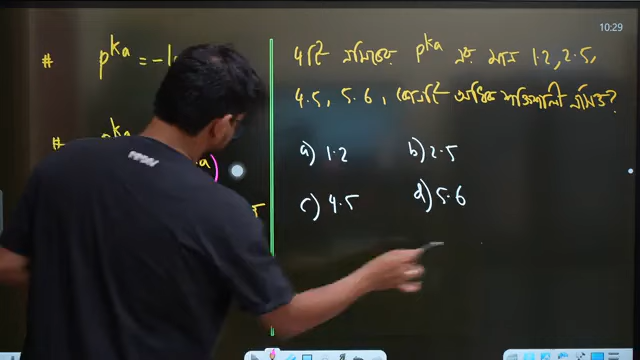 10:29
# pKa = -l
৪টি এসিডের pKa এর মান 1.2, 2.5,
4.5, 5.6, কোনটি অধিক শক্তিশালী এসিড?
# pKa
a)
a) 1.2 b) 2.5
c) 4.5 d) 5.6